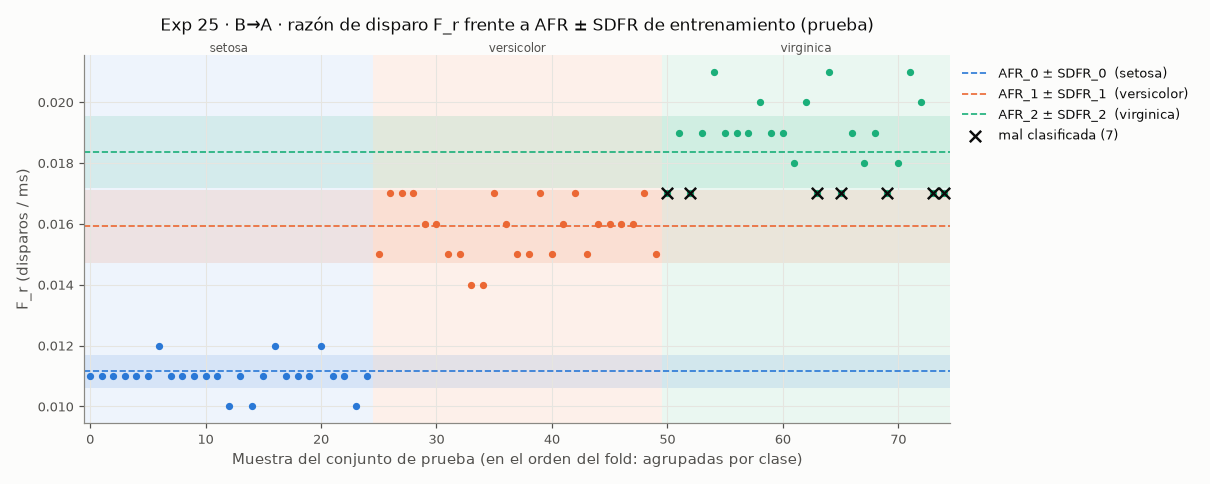 Exp 25 · B→A · razón de disparo F_r frente a AFR ± SDFR de entrenamiento (prueba)
setosa
versicolor
virginica
AFR_0 ± SDFR_0 (setosa)
AFR_1 ± SDFR_1 (versicolor)
AFR_2 ± SDFR_2 (virginica)
mal clasificada (7)
F_r (disparos / ms)
0.020
0.018
0.016
0.014
0.012
0.010
0
10
20
30
40
50
60
70
Muestra del conjunto de prueba (en el orden del fold: agrupadas por clase)